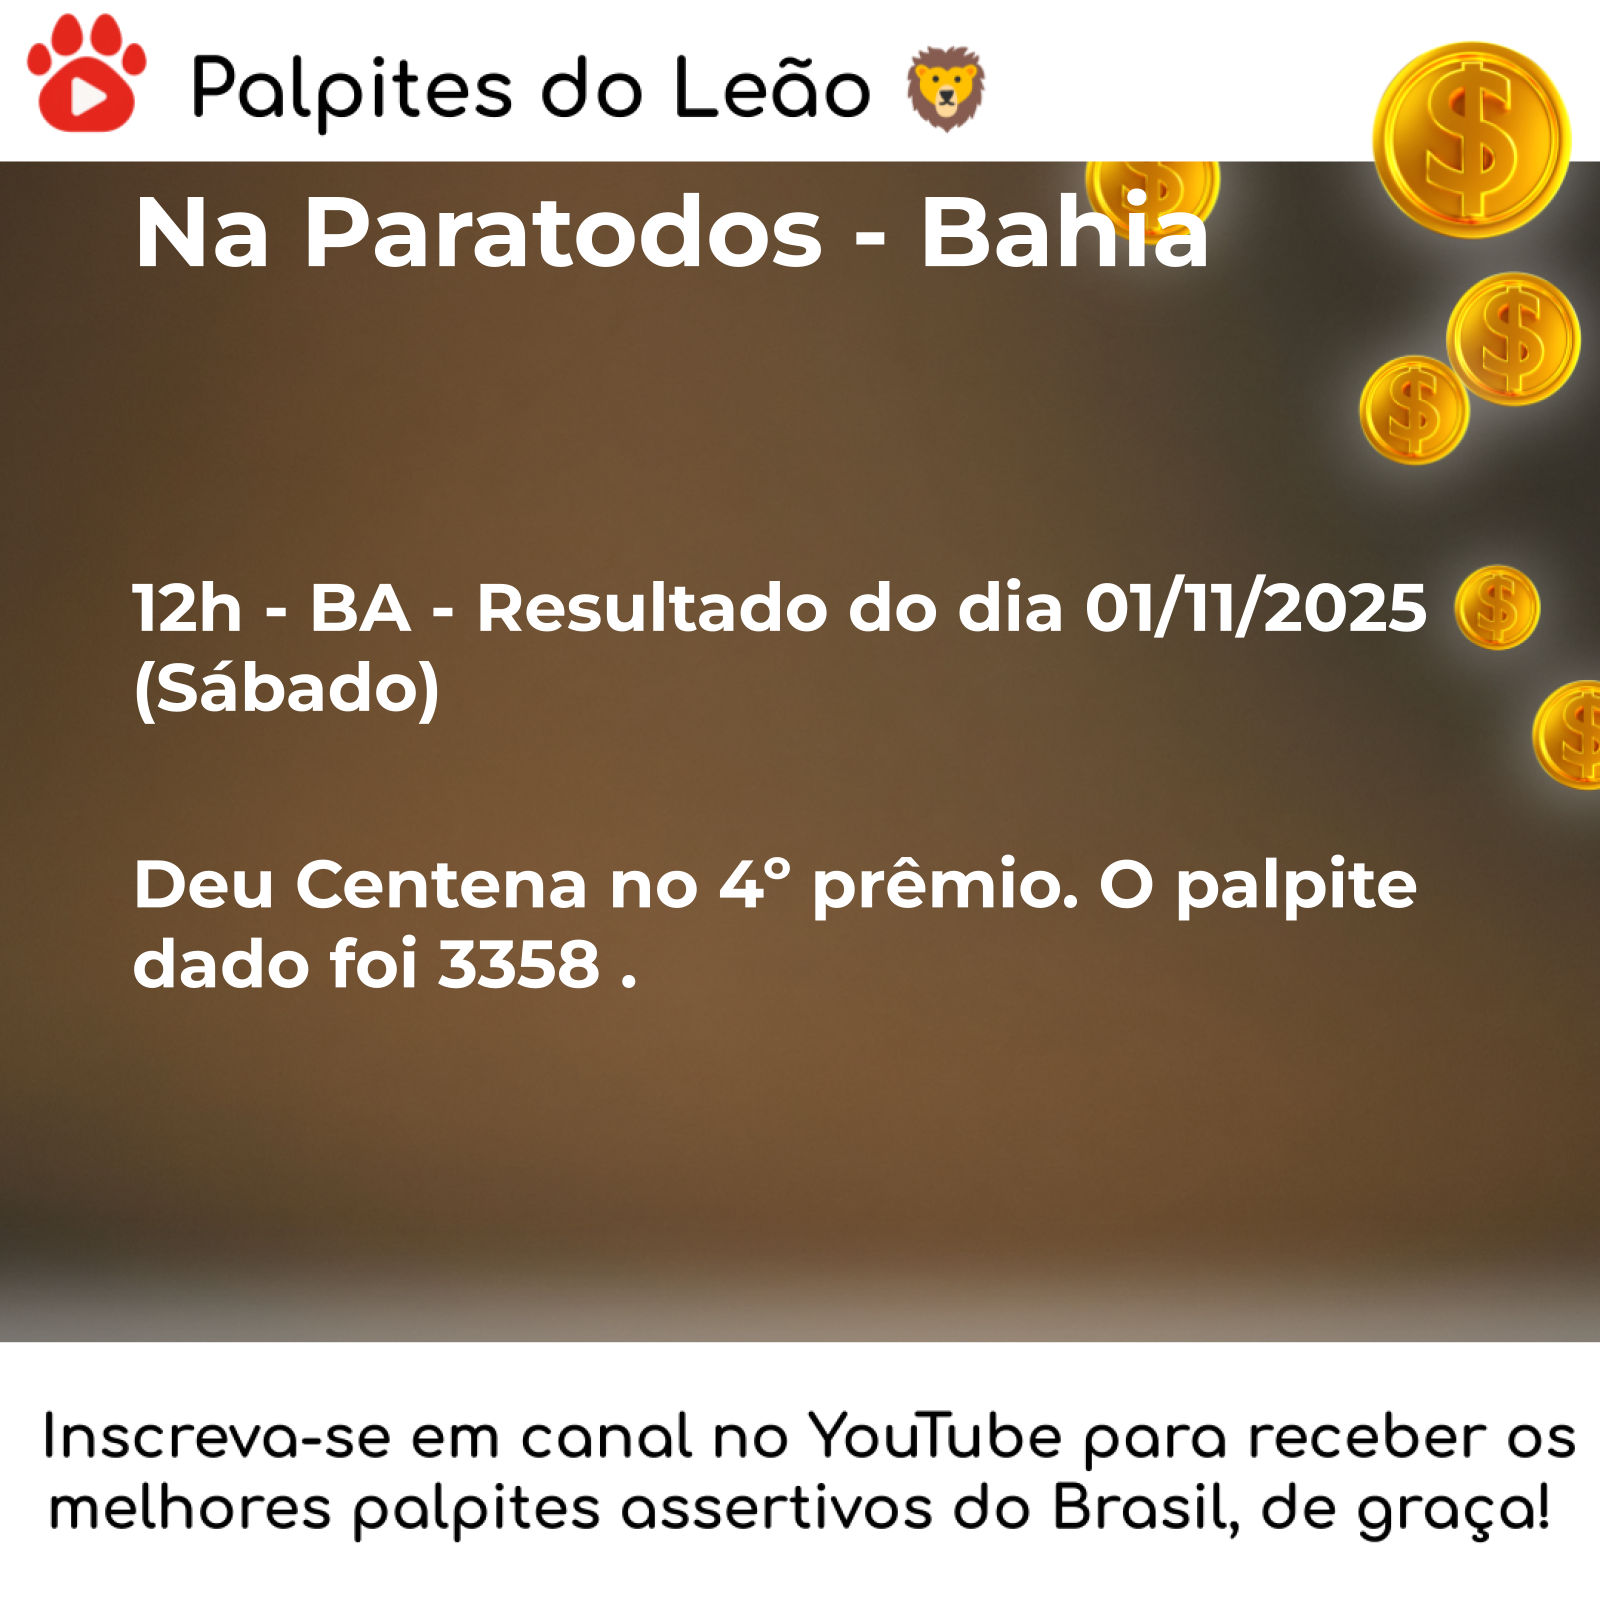 Palpites do Leão 🦁
Na Paratodos - Bahia
12h - BA - Resultado do dia 01/11/2025
(Sábado)
Deu Centena no 4º prêmio. O palpite
dado foi 3358 .
Inscreva-se em canal no YouTube para receber os
melhores palpites assertivos do Brasil, de graça!